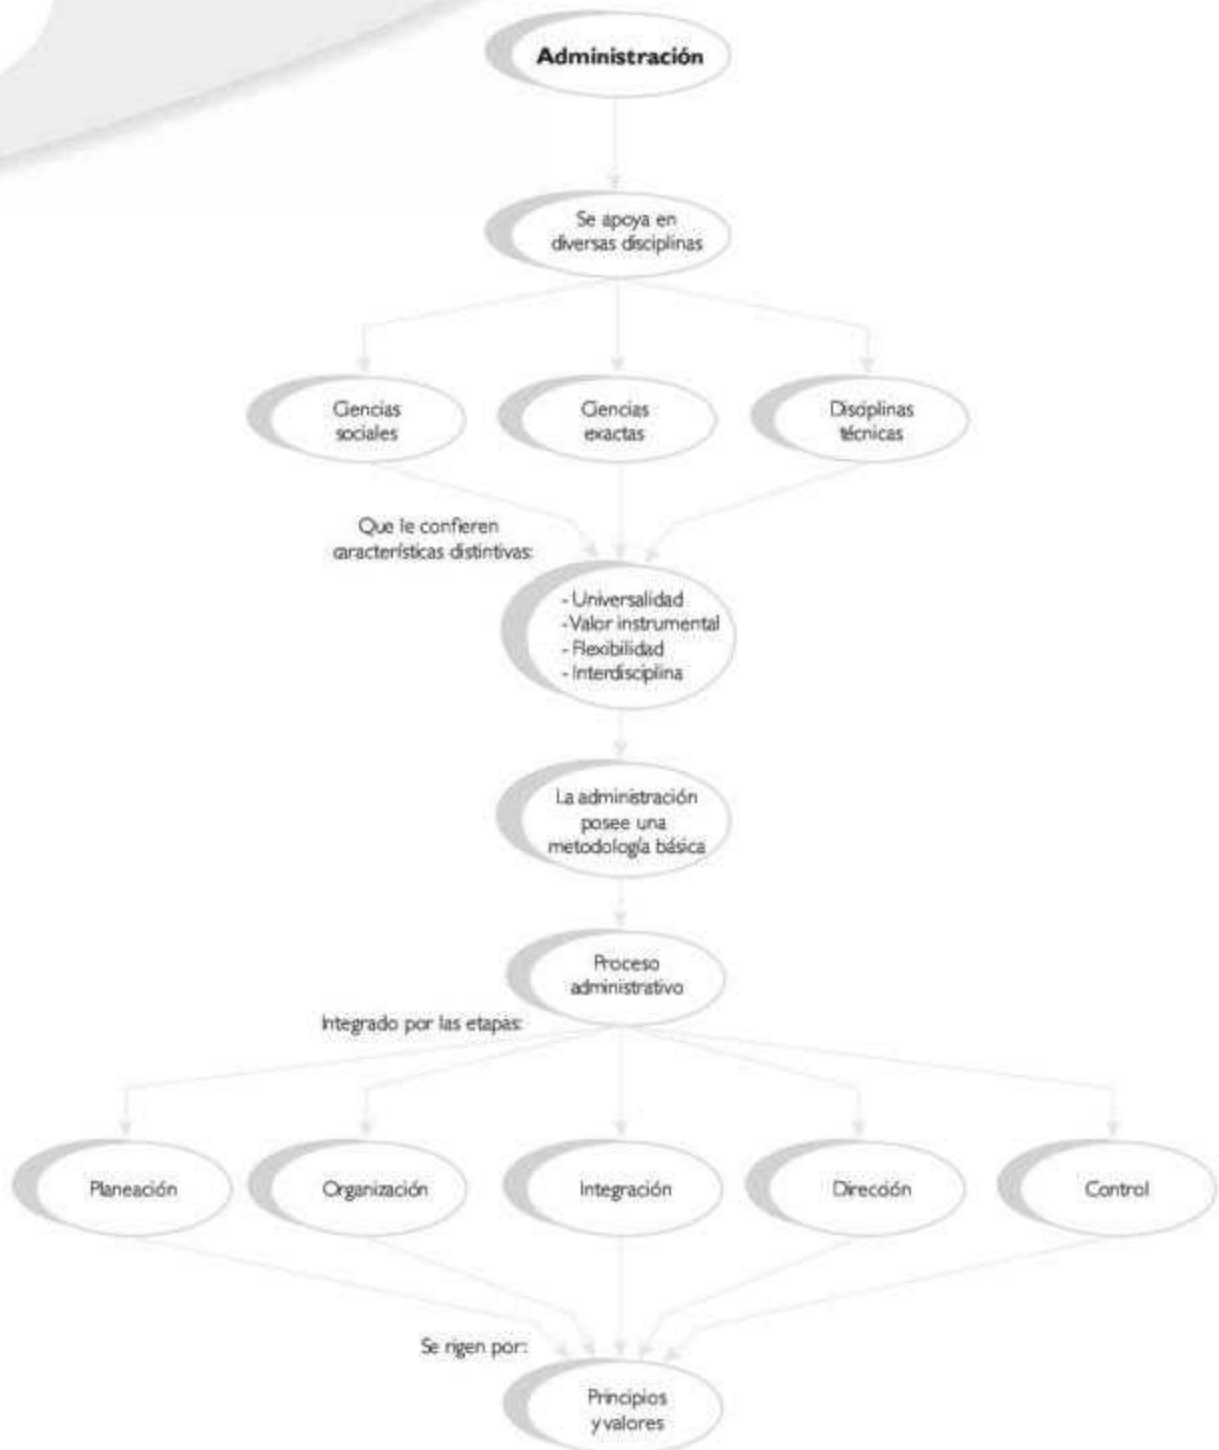 Administración
Se apoya en
diversas disciplinas
Ciencias
sociales
Ciencias
exactas
Disciplinas
técnicas
Que le confieren
características distintivas:
- Universalidad
- Valor instrumental
- Flexibilidad
- Interdisciplina
La administración
posee una
metodología básica
Proceso
administrativo
Integrado por las etapas:
Planeación
Organización
Integración
Dirección
Control
Se rigen por:
Principios
y valores